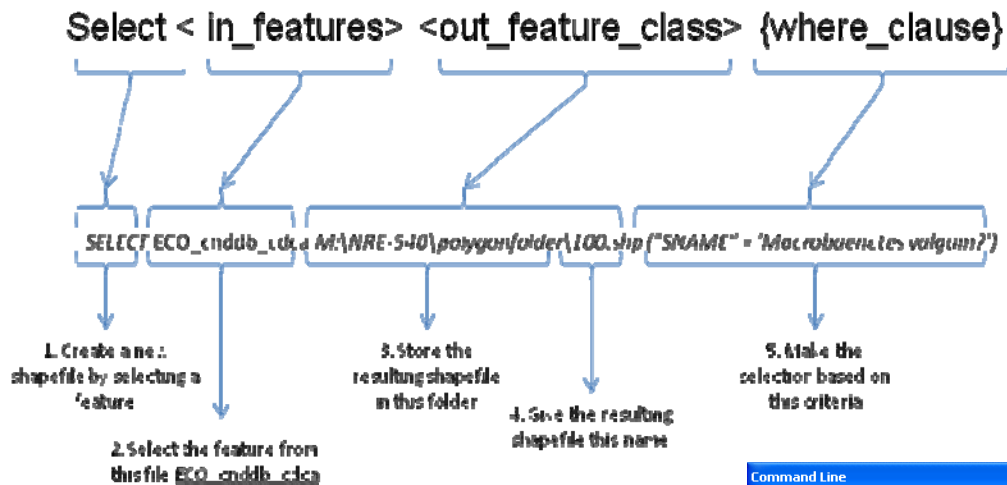 Select < in_features> <out_feature_class> {where_clause}
SELECT ECO_cnddb_cdca M:\NRE-540\polygonfolder\100.shp ("SNAME" = 'Macrobaenetes valgum?')
1. Create a new shapefile by selecting a feature
2. Select the feature from this file ECO_cnddb_cdca
3. Store the resulting shapefile in this folder
4. Give the resulting shapefile this name
5. Make the selection based on this criteria
Command Line